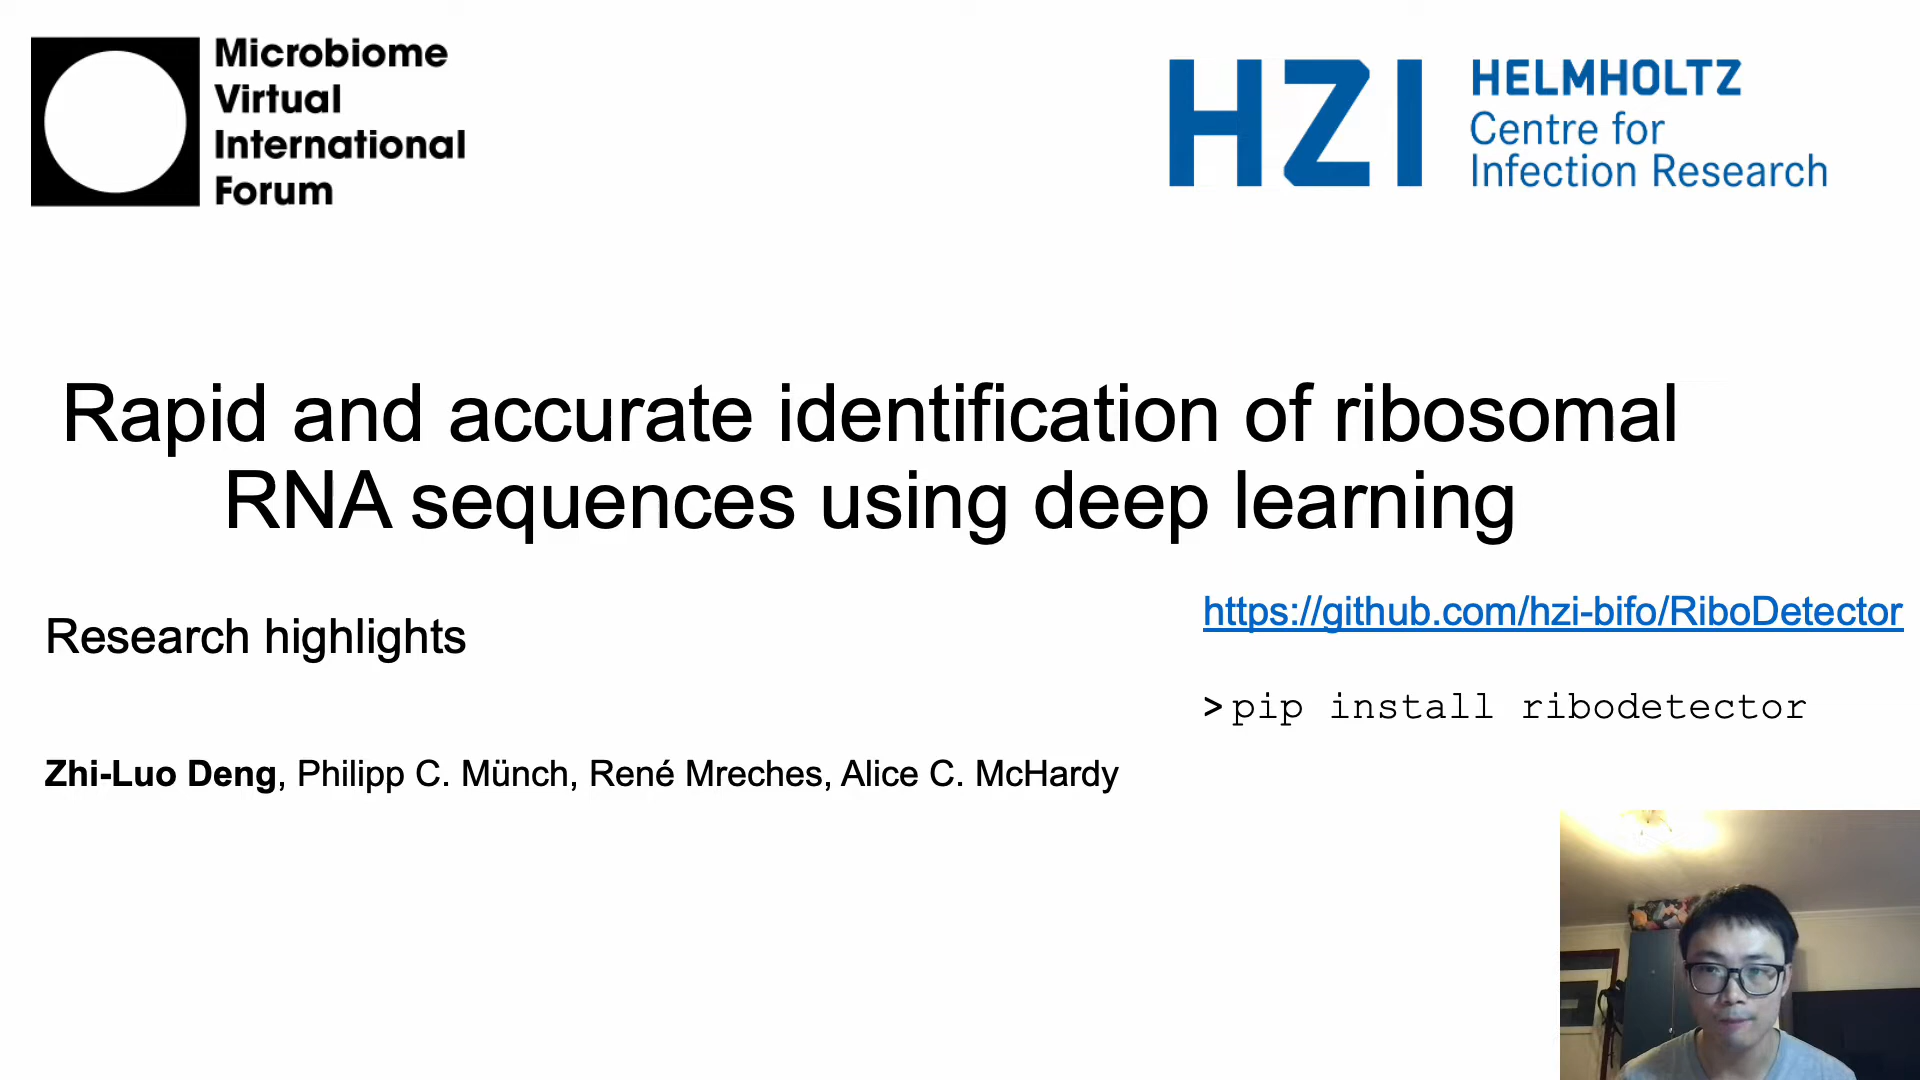 Microbiome
Virtual
International
Forum
HZI
HELMHOLTZ
Centre for
Infection Research
Rapid and accurate identification of ribosomal
RNA sequences using deep learning
Research highlights
https://github.com/hzi-bifo/RiboDetector
> pip install ribodetector
Zhi-Luo Deng, Philipp C. Münch, René Mreches, Alice C. McHardy